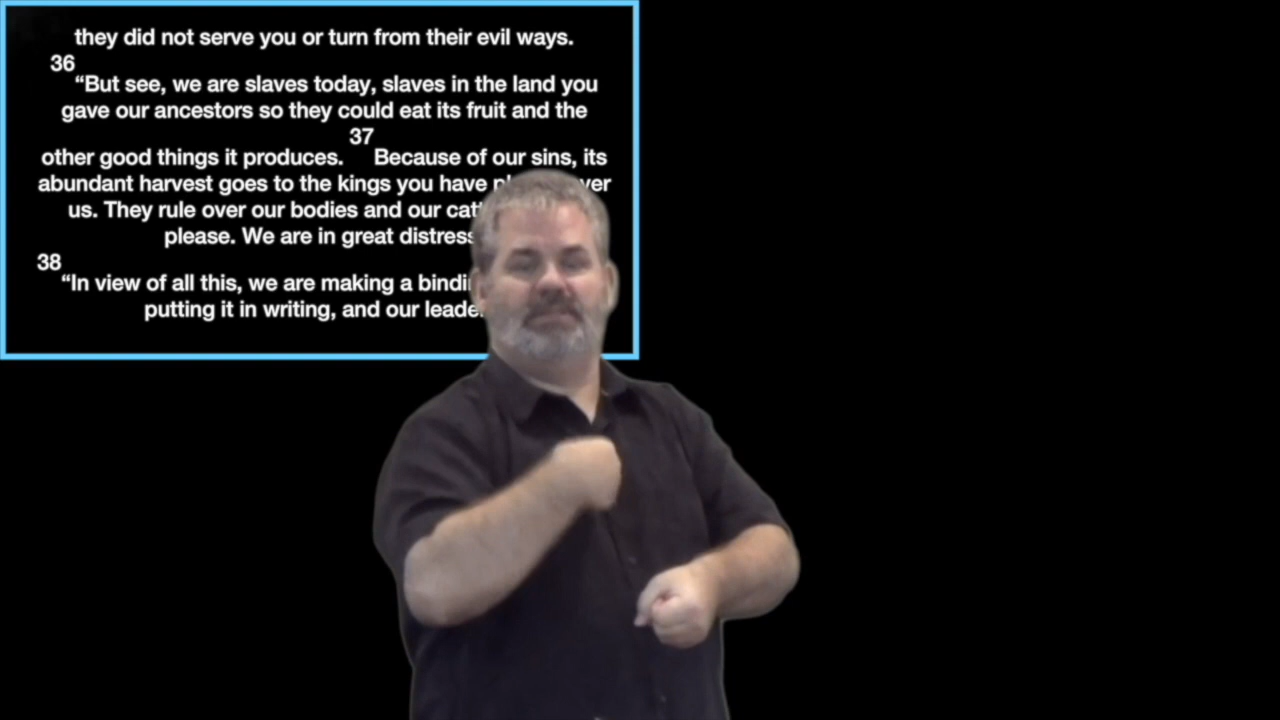 they did not serve you or turn from their evil ways.
36
“But see, we are slaves today, slaves in the land you
gave our ancestors so they could eat its fruit and the
37
other good things it produces. Because of our sins, its
abundant harvest goes to the kings you have
us. They rule over our bodies and our
please. We are in great distress
38
“In view of all this, we are making a
putting it in writing, and our